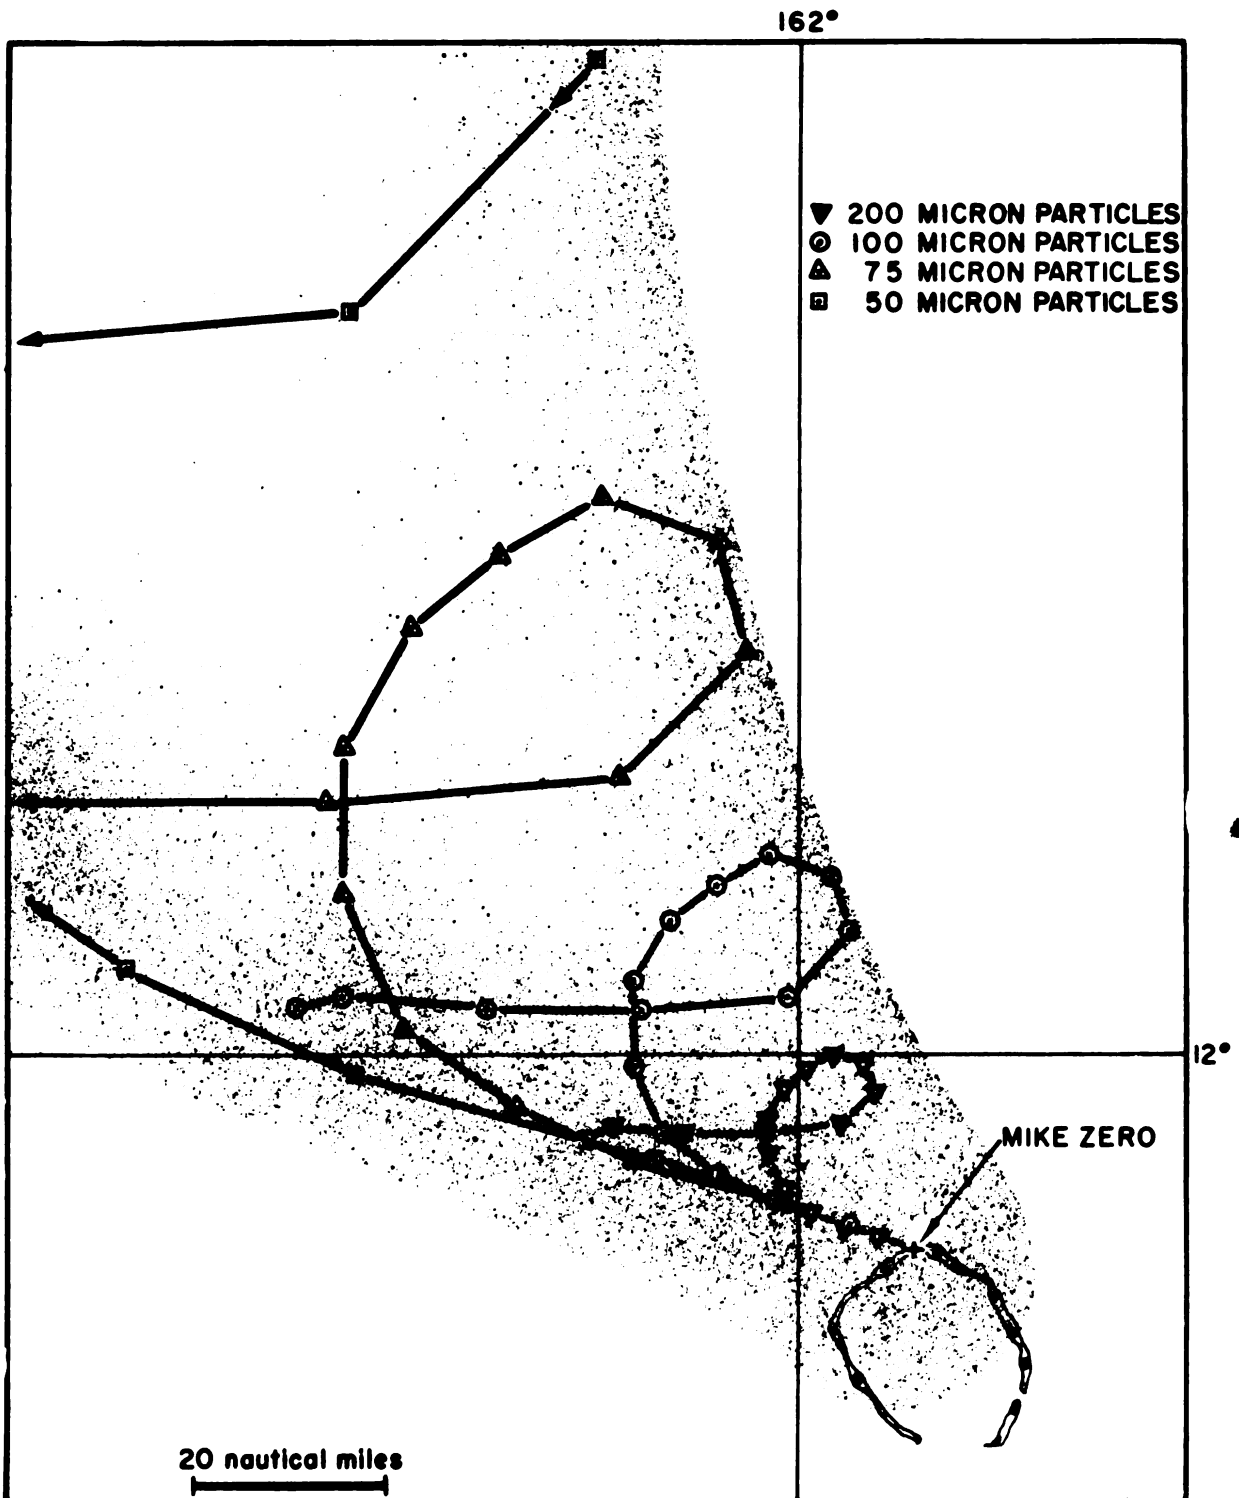 162°
200 MICRON PARTICLES
100 MICRON PARTICLES
75 MICRON PARTICLES
50 MICRON PARTICLES
12°
MIKE ZERO
20 nautical miles